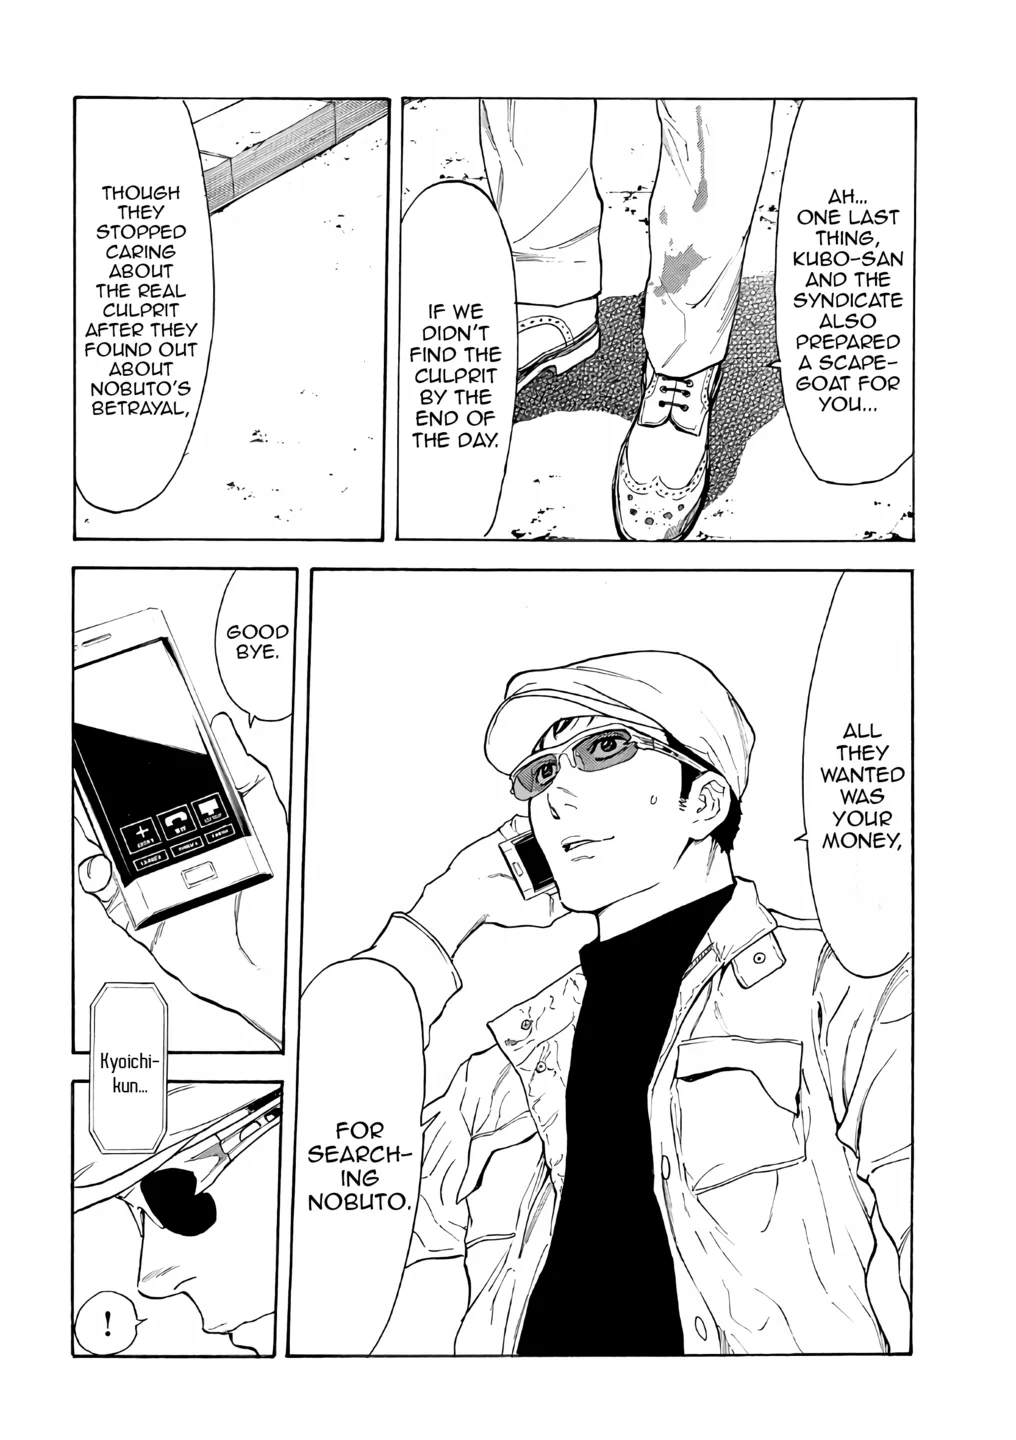 AH...
ONE LAST
THING,
KUBO-SAN
AND THE
SYNDICATE
ALSO
PREPARED
A SCAPE-
GOAT FOR
YOU...
IF WE
DIDN'T
FIND THE
CULPRIT
BY THE
END OF
THE DAY.
THOUGH
THEY
STOPPED
CARING
ABOUT
THE REAL
CULPRIT
AFTER THEY
FOUND OUT
ABOUT
NOBUTO'S
BETRAYAL,
ALL
THEY
WANTED
WAS
YOUR
MONEY,
FOR
SEARCH-
ING
NOBUTO.
GOOD
BYE.
Kyoichi-
kun...
!